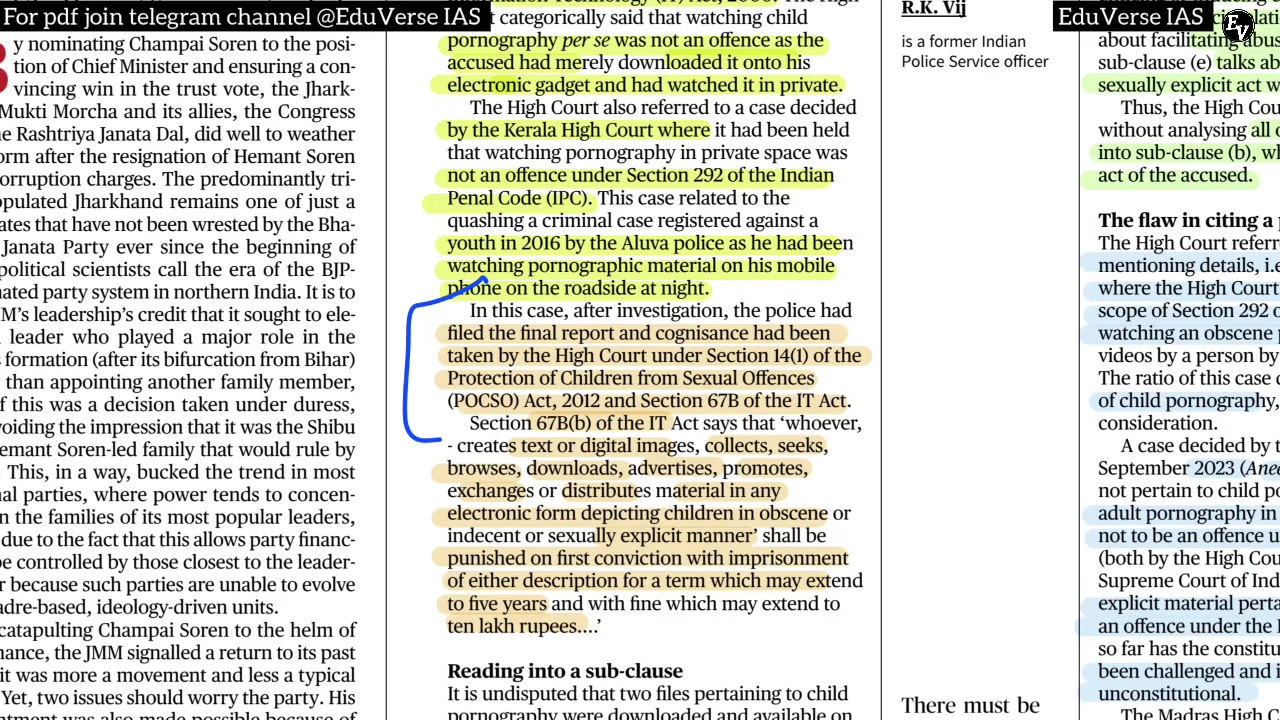 For pdf join telegram channel @EduVerse IAS
y nominating Champai Soren to the posi-
tion of Chief Minister and ensuring a con-
vincing win in the trust vote, the Jhark-
Mukti Morcha and its allies, the Congress
Rashtriya Janata Dal, did well to weather
after the resignation of Hemant Soren
corruption charges. The predominantly tri-
Jharkhand remains one of just a
that have not been wrested by the Bha-
Janata Party ever since the beginning of
political scientists call the era of the BJP-
party system in northern India. It is to
leadership's credit that it sought to ele-
leader who played a major role in the
formation (after its bifurcation from Bihar)
than appointing another family member,
this was a decision taken under duress,
the impression that it was the Shibu
Soren-led family that would rule by
This, in a way, bucked the trend in most
parties, where power tends to concen-
the families of its most popular leaders,
due to the fact that this allows party financ-
be controlled by those closest to the leader-
because such parties are unable to evolve
cadre-based, ideology-driven units.
catapulting Champai Soren to the helm of
the JMM signalled a return to its past
it was more a movement and less a typical
Yet, two issues should worry the party. His
was also made possible because of
Information Technology (IT) Act, 2000. The High
categorically said that watching child
pornography per se was not an offence as the
accused had merely downloaded it onto his
electronic gadget and had watched it in private.
The High Court also referred to a case decided
by the Kerala High Court where it had been held
that watching pornography in private space was
not an offence under Section 292 of the Indian
Penal Code (IPC). This case related to the
quashing a criminal case registered against a
youth in 2016 by the Aluva police as he had been
watching pornographic material on his mobile
phone on the roadside at night.
In this case, after investigation, the police had
filed the final report and cognisance had been
taken by the High Court under Section 14(1) of the
Protection of Children from Sexual Offences
(POCSO) Act, 2012 and Section 67B of the IT Act.
Section 67B(b) of the IT Act says that 'whoever,
- creates text or digital images, collects, seeks,
browses, downloads, advertises, promotes,
exchanges or distributes material in any
electronic form depicting children in obscene or
indecent or sexually explicit manner' shall be
punished on first conviction with imprisonment
of either description for a term which may extend
to five years and with fine which may extend to
ten lakh rupees....'
Reading into a sub-clause
It is undisputed that two files pertaining to child
pornography were downloaded and available on
R.K. Vij
is a former Indian
Police Service officer
There must be
EduVerse IAS
about facilitating abus
sub-clause (e) talks ab
sexually explicit act w
Thus, the High Cour
without analysing all o
into sub-clause (b), wh
act of the accused.
The flaw in citing a
The High Court referr
mentioning details, i.e
where the High Court
scope of Section 292 o
watching an obscene p
videos by a person by
The ratio of this case
of child pornography,
consideration.
A case decided by t
September 2023 (Anee
not pertain to child po
adult pornography in
not to be an offence u
(both by the High Cou
Supreme Court of Ind
explicit material perta
an offence under the
so far has the constitu
been challenged and
unconstitutional.
The Madras High C